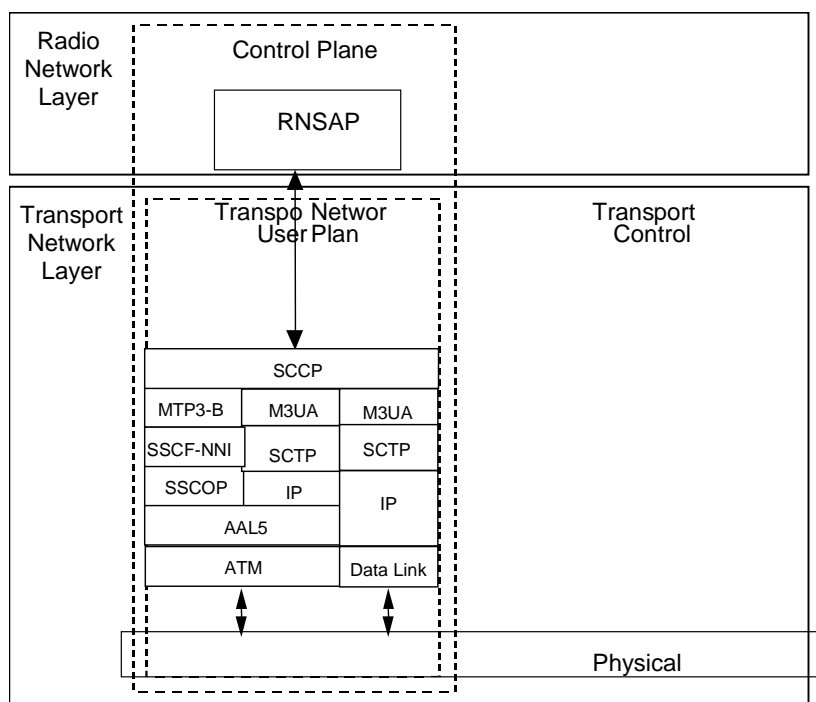 Radio
Network
Layer
Control Plane
RNSAP
Transport
Network
Layer
Transpo Networ
User Plan
Transport
Control
SCCP
MTP3-B
M3UA
M3UA
SSCF-NNI
SCTP
SCTP
SSCOP
IP
IP
AAL5
ATM
Data Link
Physical